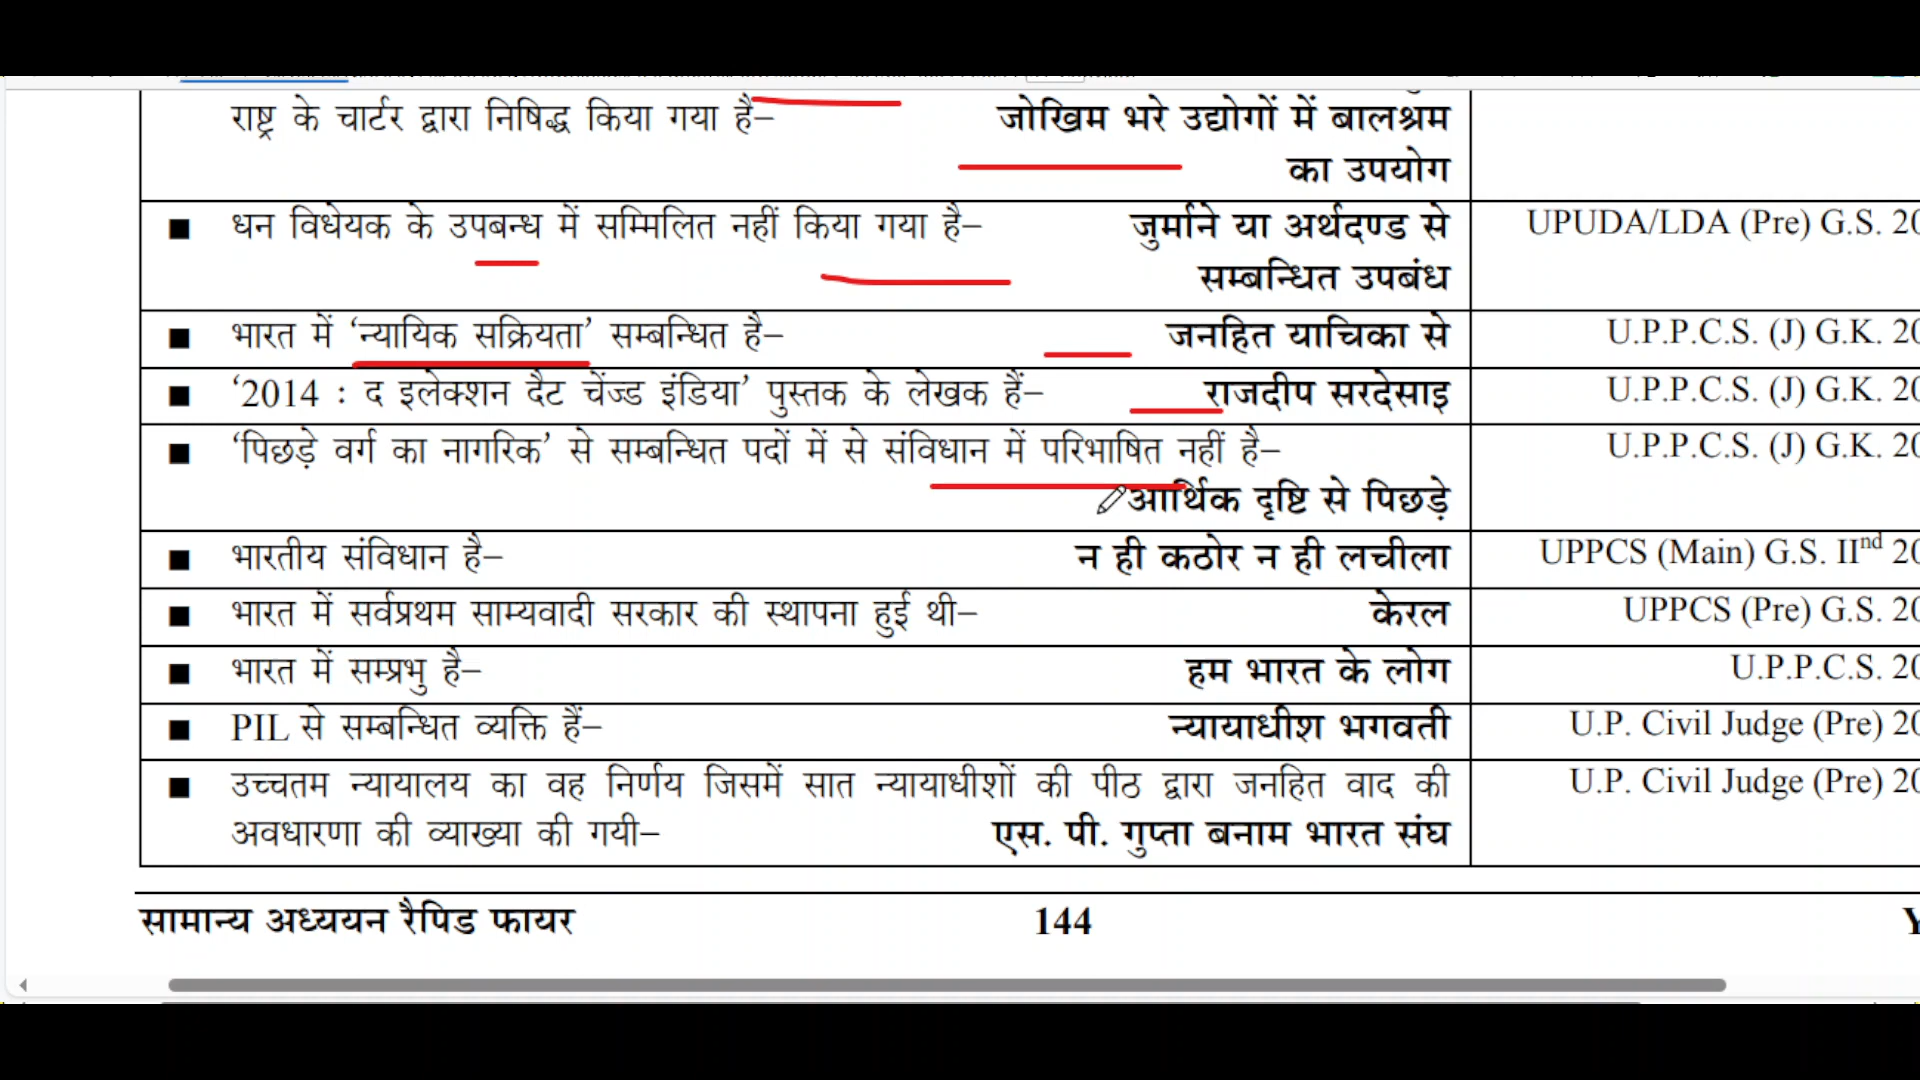 राष्ट्र के चार्टर द्वारा निषिद्ध किया गया है– जोखिम भरे उद्योगों में बालश्रम
का उपयोग
■ धन विधेयक के उपबन्ध में सम्मिलित नहीं किया गया है– जुर्माने या अर्थदण्ड से UPUDA/LDA (Pre) G.S. 20
सम्बन्धित उपबंध
■ भारत में ‘न्यायिक सक्रियता’ सम्बन्धित है– जनहित याचिका से U.P.P.C.S. (J) G.K. 20
■ ‘2014 : द इलेक्शन दैट चेंज्ड इंडिया’ पुस्तक के लेखक हैं– राजदीप सरदेसाइ U.P.P.C.S. (J) G.K. 20
■ ‘पिछड़े वर्ग का नागरिक’ से सम्बन्धित पदों में से संविधान में परिभाषित नहीं है– U.P.P.C.S. (J) G.K. 20
आर्थिक दृष्टि से पिछड़े
■ भारतीय संविधान है– न ही कठोर न ही लचीला UPPCS (Main) G.S. IInd 20
■ भारत में सर्वप्रथम साम्यवादी सरकार की स्थापना हुई थी– केरल UPPCS (Pre) G.S. 20
■ भारत में सम्प्रभु है– हम भारत के लोग U.P.P.C.S. 20
■ PIL से सम्बन्धित व्यक्ति हैं– न्यायाधीश भगवती U.P. Civil Judge (Pre) 20
■ उच्चतम न्यायालय का वह निर्णय जिसमें सात न्यायाधीशों की पीठ द्वारा जनहित वाद की U.P. Civil Judge (Pre) 20
अवधारणा की व्याख्या की गयी– एस. पी. गुप्ता बनाम भारत संघ
सामान्य अध्ययन रैपिड फायर 144 Y